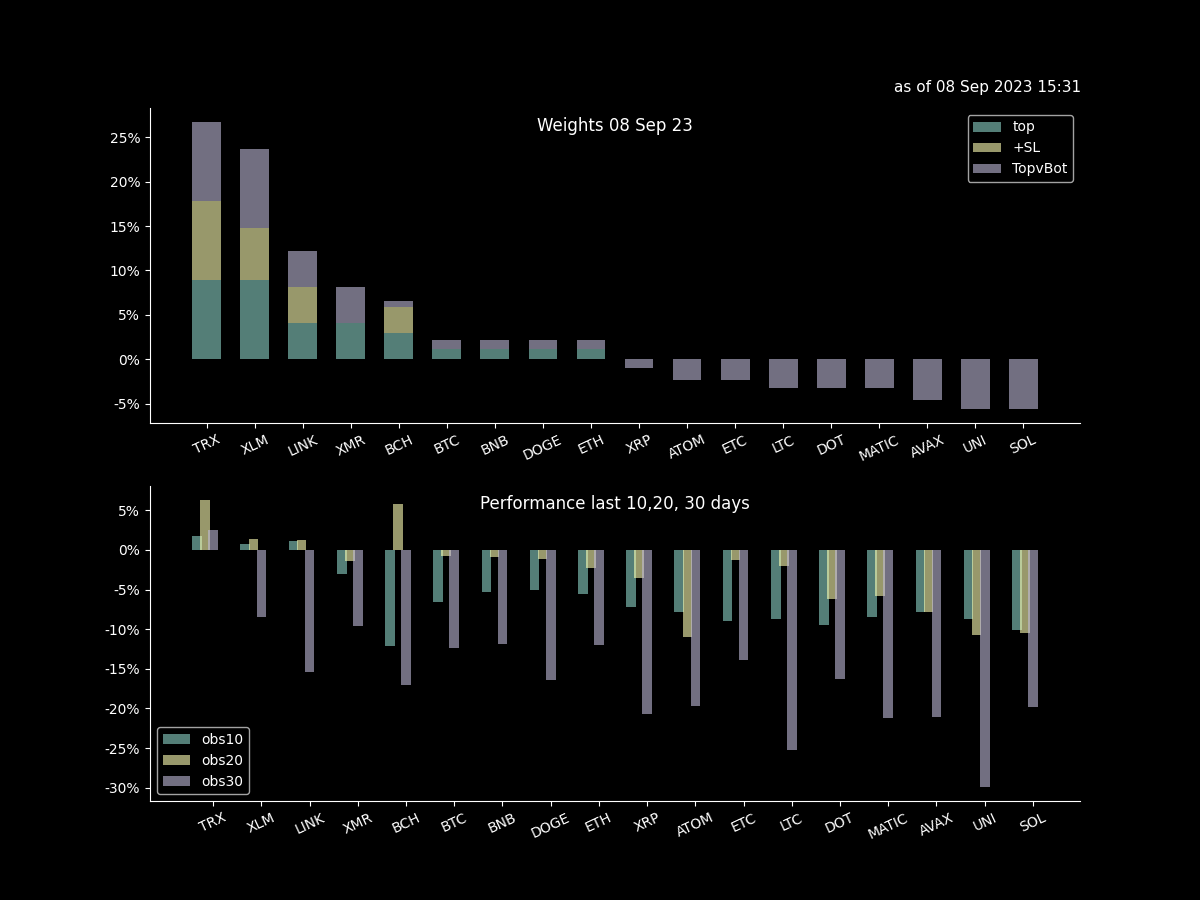 as of 08 Sep 2023 15:31
Weights 08 Sep 23
top
+SL
TopvBot
25%
20%
15%
10%
5%
0%
-5%
TRX XLM LINK XMR BCH BTC BNB DOGE ETH XRP ATOM ETC LTC DOT MATIC AVAX UNI SOL
Performance last 10,20, 30 days
5%
0%
-5%
-10%
-15%
-20%
-25%
-30%
obs10
obs20
obs30
TRX XLM LINK XMR BCH BTC BNB DOGE ETH XRP ATOM ETC LTC DOT MATIC AVAX UNI SOL